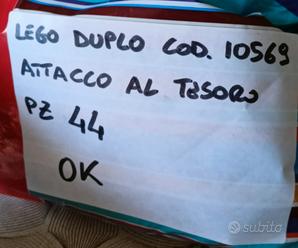 LEGO DUPLO COD. 10569
ATTACCO AL TESORO
PZ 44
OK
subito